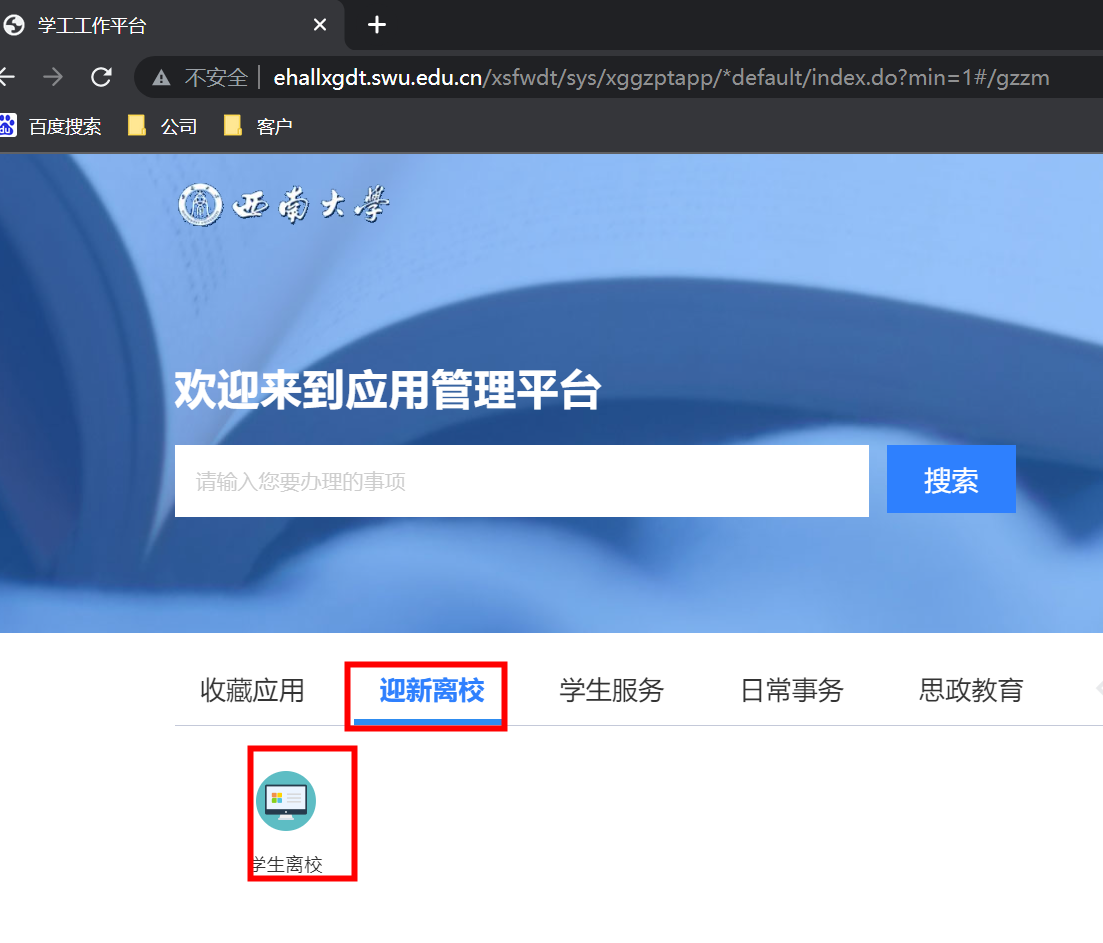 学工工作平台
不安全 ehallxgdt.swu.edu.cn/xsfwdt/sys/xggzptapp/*default/index.do?min=1#/gzzm
du 百度搜索 公司 客户
西南大学
欢迎来到应用管理平台
请输入您要办理的事项 搜索
收藏应用 迎新离校 学生服务 日常事务 思政教育
学生离校